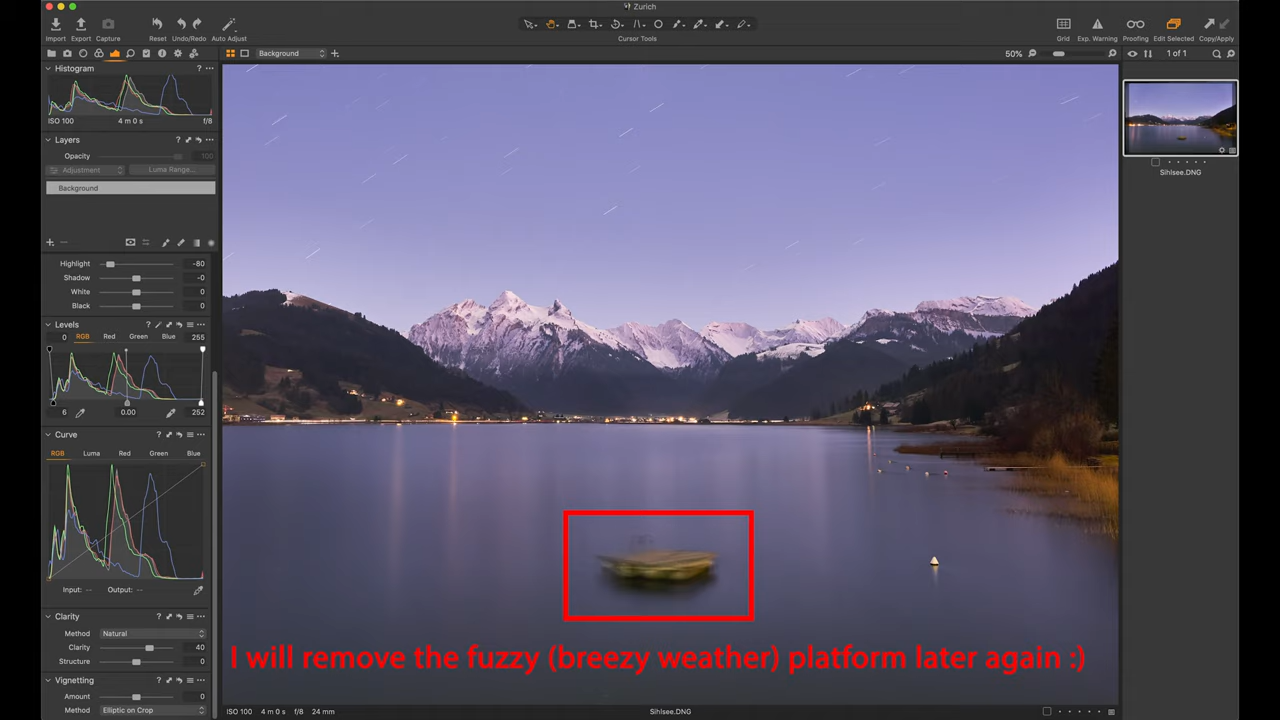 Zurich
Import Export Capture Reset Undo/Redo Auto Adjust Cursor Tools Grid Exp. Warning Proofing Edit Selected Copy/Apply
Background 50% 1 of 1
Histogram ? ...
ISO 100 4 m 0 s f/8
Layers ?  ...
Opacity 100
Adjustment Luma Range...
Background
Highlight -80
Shadow -0
White 0
Black 0
Levels ? ...
0 RGB Red Green Blue 255
6 0.00 252
Curve ? ...
RGB Luma Red Green Blue
Input: -- Output: --
Clarity ? ...
Method Natural
Clarity 40
Structure 0
Vignetting ? ...
Amount 0
Method Elliptic on Crop
I will remove the fuzzy (breezy weather) platform later again :)
ISO 100 4 m 0 s f/8 24 mm Sihlsee.DNG
Sihlsee.DNG